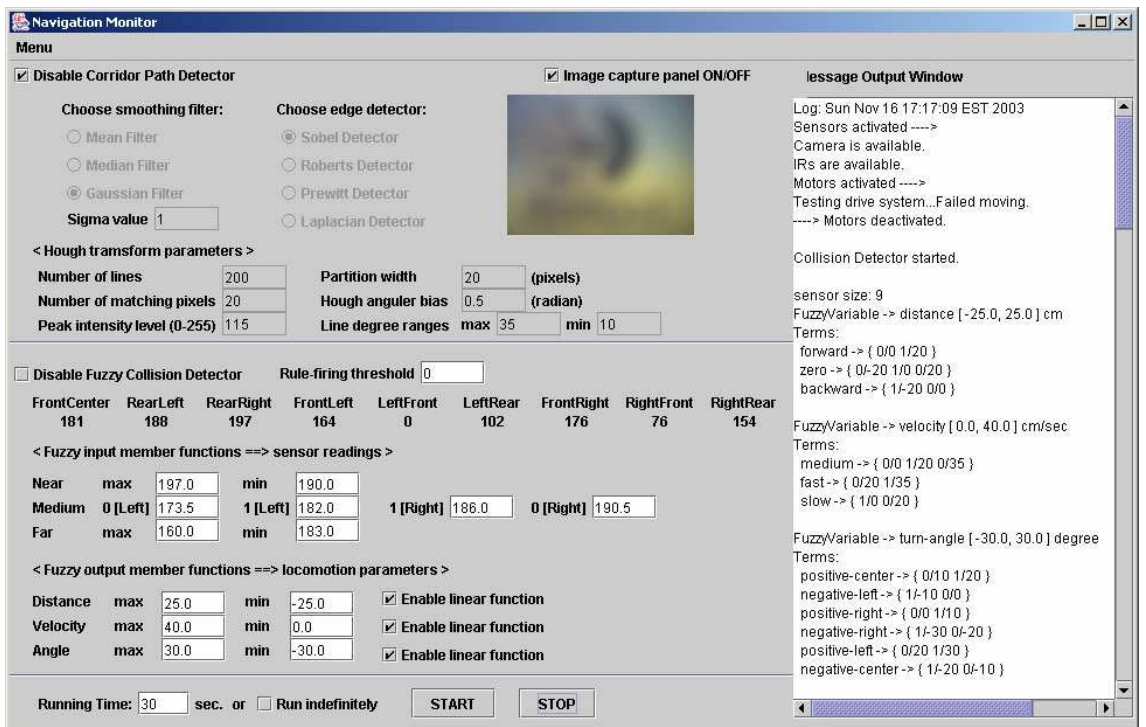 Navigation Monitor
Menu
Disable Corridor Path Detector
Image capture panel ON/OFF
Choose smoothing filter:
Choose edge detector:
Mean Filter
Sobel Detector
Median Filter
Roberts Detector
Gaussian Filter
Prewitt Detector
Sigma value 1
Laplacian Detector
< Hough tramsform parameters >
Number of lines 200 Partition width 20 (pixels)
Number of matching pixels 20 Hough anguler bias 0.5 (radian)
Peak intensity level (0-255) 115 Line degree ranges max 35 min 10
Disable Fuzzy Collision Detector Rule-firing threshold 0
FrontCenter RearLeft RearRight FrontLeft LeftFront LeftRear FrontRight RightFront RightRear
181 188 197 164 0 102 176 76 154
< Fuzzy input member functions ==> sensor readings >
Near max 197.0 min 190.0
Medium 0 [Left] 173.5 1 [Left] 182.0 1 [Right] 186.0 0 [Right] 190.5
Far max 160.0 min 183.0
< Fuzzy output member functions ==> locomotion parameters >
Distance max 25.0 min -25.0 Enable linear function
Velocity max 40.0 min 0.0 Enable linear function
Angle max 30.0 min -30.0 Enable linear function
Running Time: 30 sec. or Run indefinitely START STOP
lessage Output Window
Log: Sun Nov 16 17:17:09 EST 2003
Sensors activated ---->
Camera is available.
IRs are available.
Motors activated ---->
Testing drive system...Failed moving.
----> Motors deactivated.
Collision Detector started.
sensor size: 9
FuzzyVariable -> distance [ -25.0, 25.0 ] cm
Terms:
forward -> { 0/0 1/20 }
zero -> { 0/-20 1/0 0/20 }
backward -> { 1/-20 0/0 }
FuzzyVariable -> velocity [ 0.0, 40.0 ] cm/sec
Terms:
medium -> { 0/0 1/20 0/35 }
fast -> { 0/20 1/35 }
slow -> { 1/0 0/20 }
FuzzyVariable -> turn-angle [ -30.0, 30.0 ] degree
Terms:
positive-center -> { 0/10 1/20 }
negative-left -> { 1/-10 0/0 }
positive-right -> { 0/0 1/10 }
negative-right -> { 1/-30 0/-20 }
positive-left -> { 0/20 1/30 }
negative-center -> { 1/-20 0/-10 }